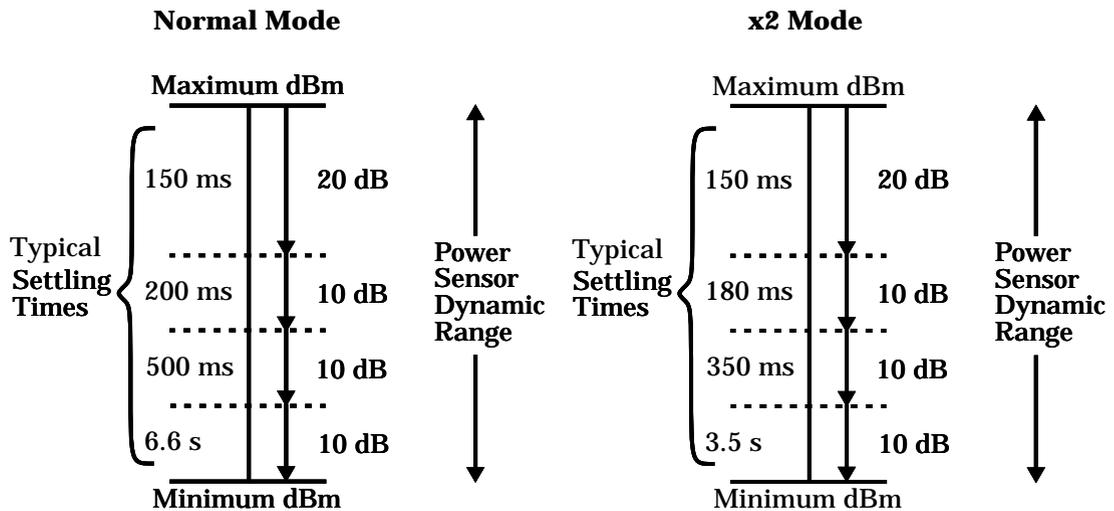 Normal Mode
Maximum dBm
150 ms
20 dB
Typical
Settling
Times
200 ms
10 dB
500 ms
10 dB
6.6 s
10 dB
Minimum dBm
Power
Sensor
Dynamic
Range
x2 Mode
Maximum dBm
150 ms
20 dB
Typical
Settling
Times
180 ms
10 dB
350 ms
10 dB
3.5 s
10 dB
Minimum dBm
Power
Sensor
Dynamic
Range